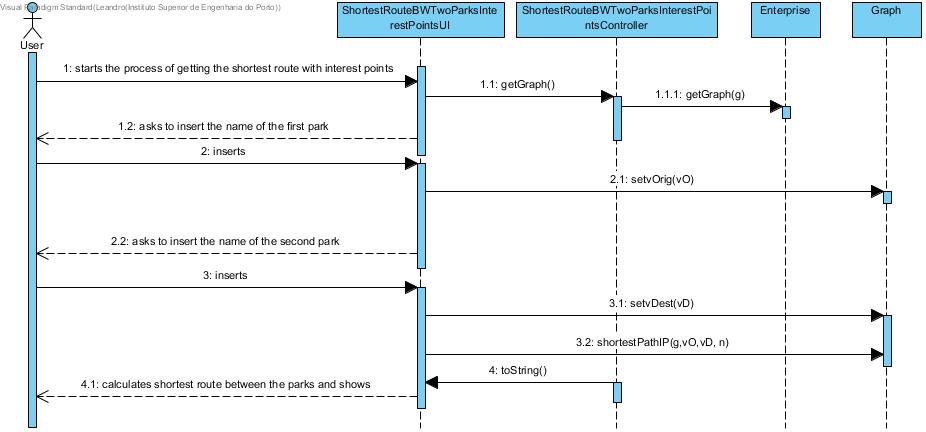 Visual Paradigm Standard(Leandro(Instituto Superior de Engenharia do Porto))
ShortestRouteBWTwoParksInte
restPointsUI
ShortestRouteBWTwoParksInterestPoi
ntsController
Enterprise
Graph
User
1: starts the process of getting the shortest route with interest points
1.1: getGraph()
1.1.1: getGraph(g)
1.2: asks to insert the name of the first park
2: inserts
2.1: setvOrig(vO)
2.2: asks to insert the name of the second park
3: inserts
3.1: setvDest(vD)
3.2: shortestPathIP(g,vO,vD, n)
4: toString()
4.1: calculates shortest route between the parks and shows